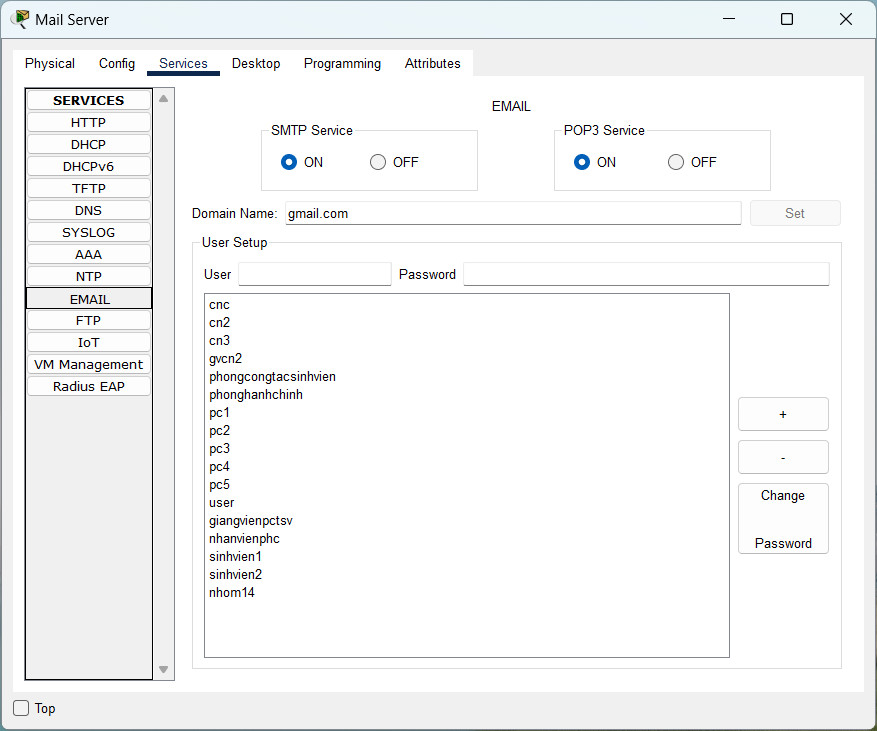 Mail Server
Physical Config Services Desktop Programming Attributes
SERVICES
HTTP
DHCP
DHCPv6
TFTP
DNS
SYSLOG
AAA
NTP
EMAIL
FTP
IoT
VM Management
Radius EAP
EMAIL
SMTP Service
ON OFF
POP3 Service
ON OFF
Domain Name: gmail.com Set
User Setup
User Password
cnc
cn2
cn3
gvcn2
phongcongtacsinhvien
phonghanhchinh
pc1
pc2
pc3
pc4
pc5
user
giangvienpctsv
nhanvienphc
sinhvien1
sinhvien2
nhom14
+
-
Change
Password
Top